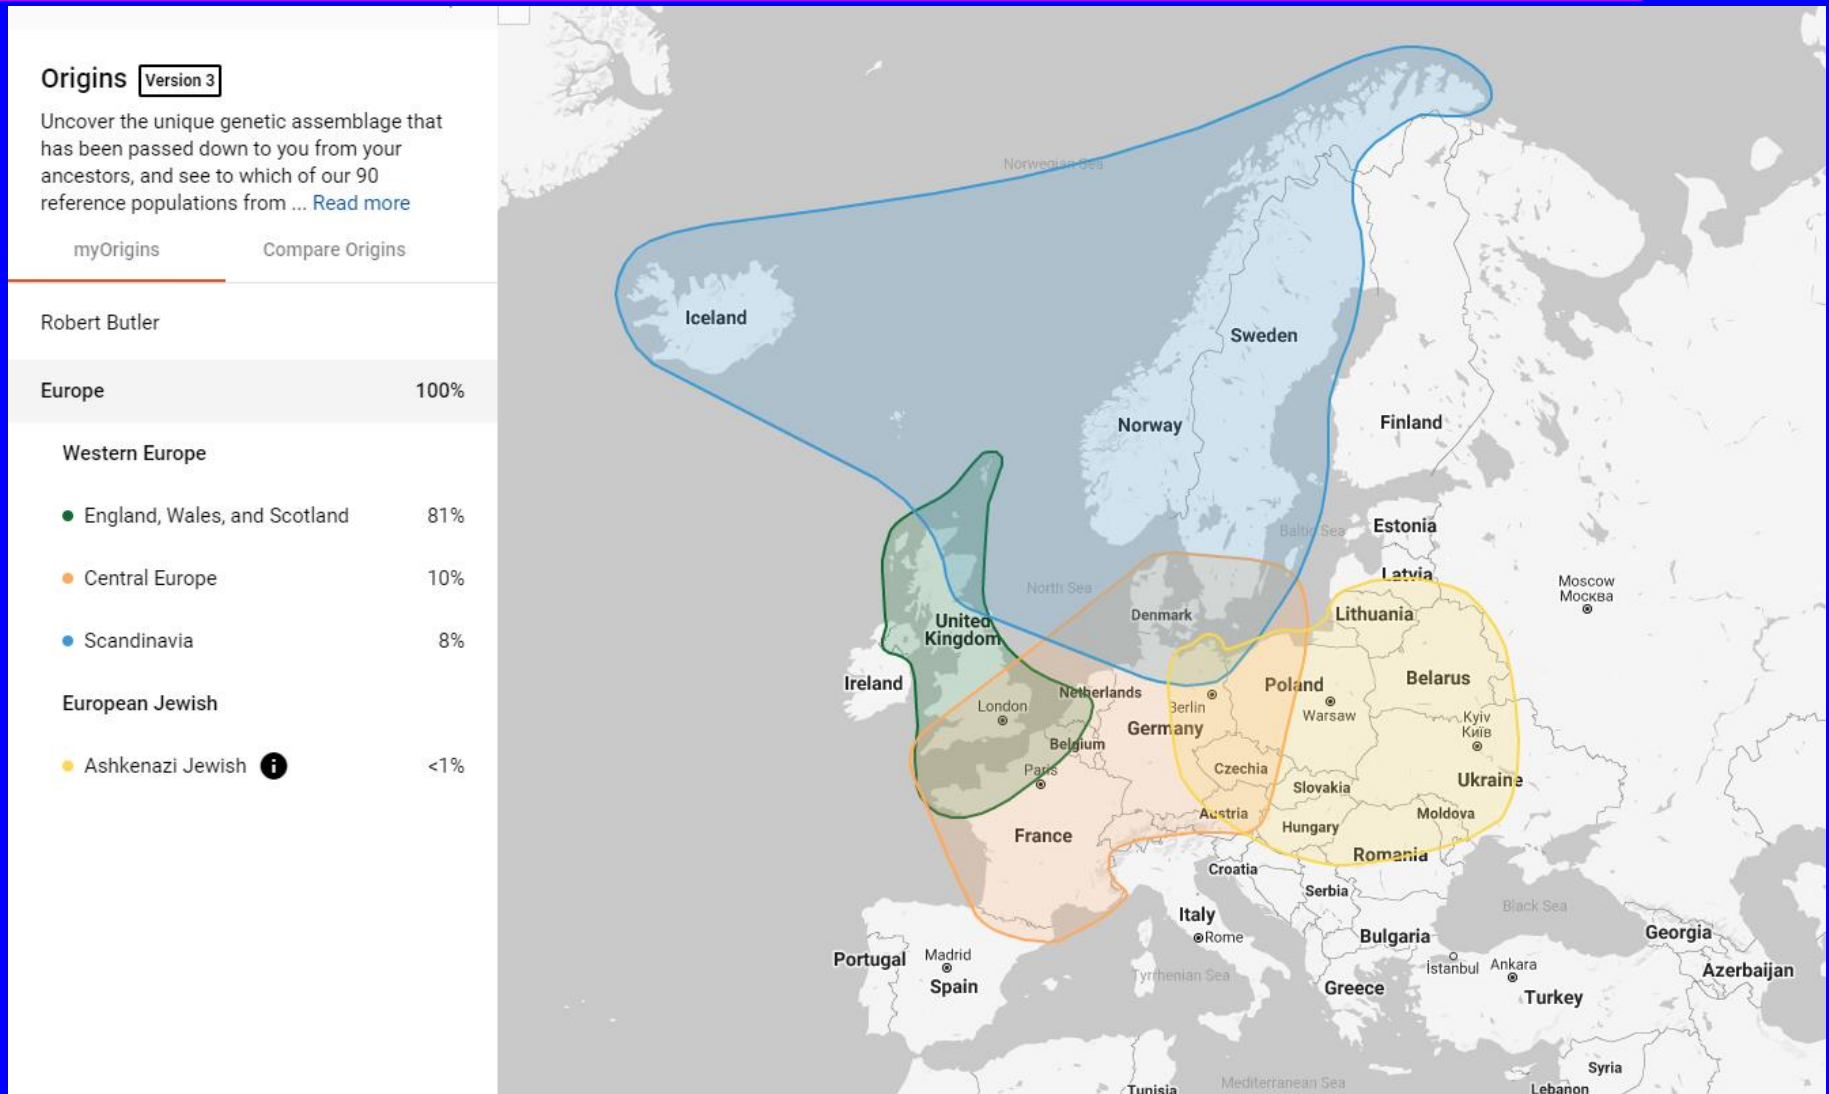 Origins Version 3
Uncover the unique genetic assemblage that
has been passed down to you from your
ancestors, and see to which of our 90
reference populations from ... Read more
myOrigins Compare Origins
Robert Butler
Europe 100%
Western Europe
England, Wales, and Scotland 81%
Central Europe 10%
Scandinavia 8%
European Jewish
Ashkenazi Jewish i <1%
Norwegian Sea
Iceland
Sweden
Norway
Finland
Baltic Sea
Estonia
Latvia
Moscow
Москва
North Sea
Denmark
Lithuania
United
Kingdom
Ireland
Netherlands
Poland
Belarus
London
Berlin
Warsaw
Germany
Kyiv
Київ
Belgium
Paris
Czechia
Slovakia
Ukraine
Austria
Moldova
France
Hungary
Romania
Croatia
Serbia
Black Sea
Italy
Rome
Bulgaria
Georgia
Portugal
Madrid
Spain
Tyrrhenian Sea
İstanbul
Ankara
Azerbaijan
Greece
Turkey
Syria
Tunisia
Mediterranean Sea
Lebanon